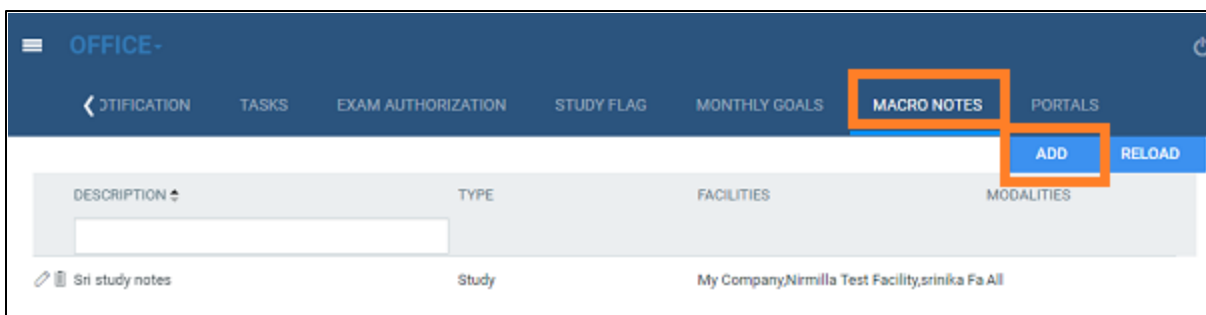 OFFICE
OTIFICATION TASKS EXAM AUTHORIZATION STUDY FLAG MONTHLY GOALS MACRO NOTES PORTALS
ADD RELOAD
DESCRIPTION TYPE FACILITIES MODALITIES
Sri study notes Study My Company,Nirmilla Test Facility,srinika Fa All